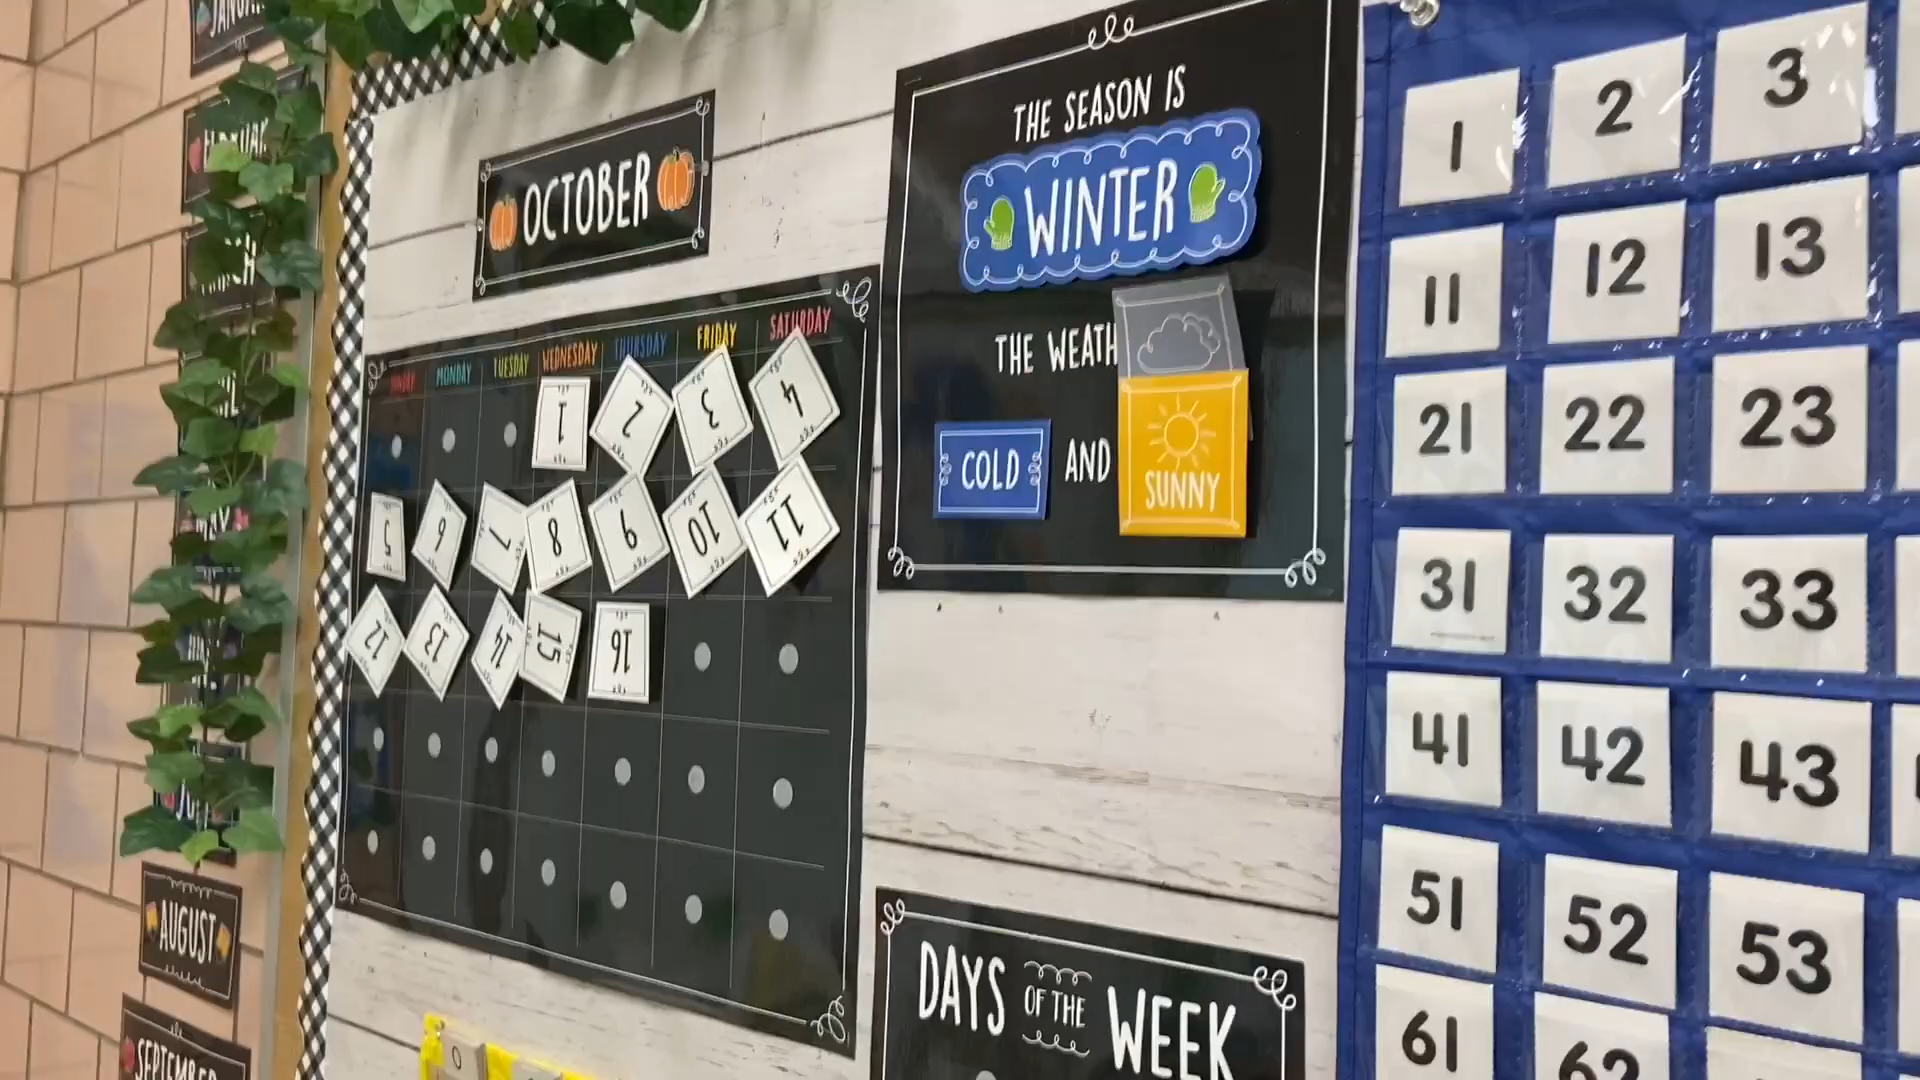 OCTOBER
SUNDAY MONDAY TUESDAY WEDNESDAY THURSDAY FRIDAY SATURDAY
1 2 3 4
5 6 7 8 9 10 11
12 13 14 15 16
THE SEASON IS
WINTER
THE WEATH
COLD AND SUNNY
DAYS OF THE WEEK
1 2 3
11 12 13
21 22 23
31 32 33
41 42 43
51 52 53
61 62
MAY
AUGUST
SEPTEMBER